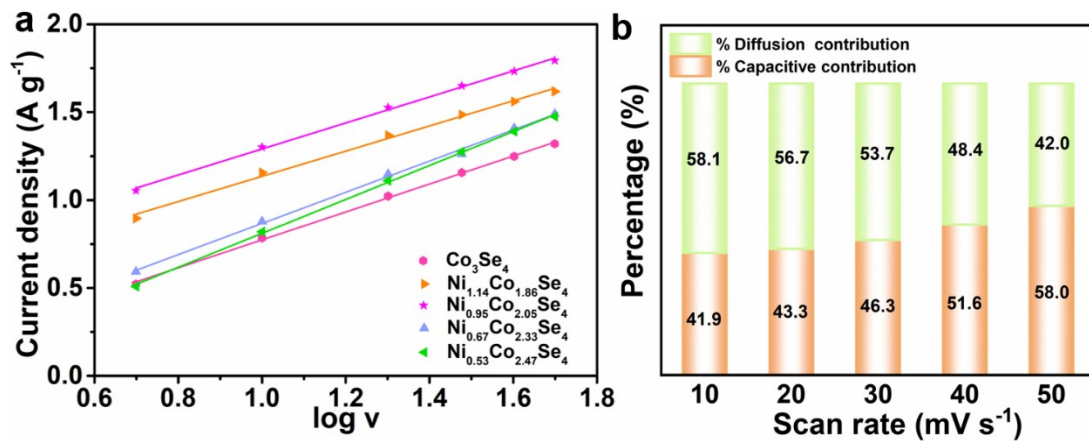 a
Current density (A g⁻¹)
2.0
1.5
1.0
0.5
0.0
0.6
0.8
1.0
1.2
1.4
1.6
1.8
log v
Co₃Se₄
Ni₁.₁₄Co₁.₈₆Se₄
Ni₀.₉₅Co₂.₀₅Se₄
Ni₀.₆₇Co₂.₃₃Se₄
Ni₀.₅₃Co₂.₄₇Se₄
b
% Diffusion contribution
% Capacitive contribution
Percentage (%)
58.1 56.7 53.7 48.4 42.0
41.9 43.3 46.3 51.6 58.0
10 20 30 40 50
Scan rate (mV s⁻¹)